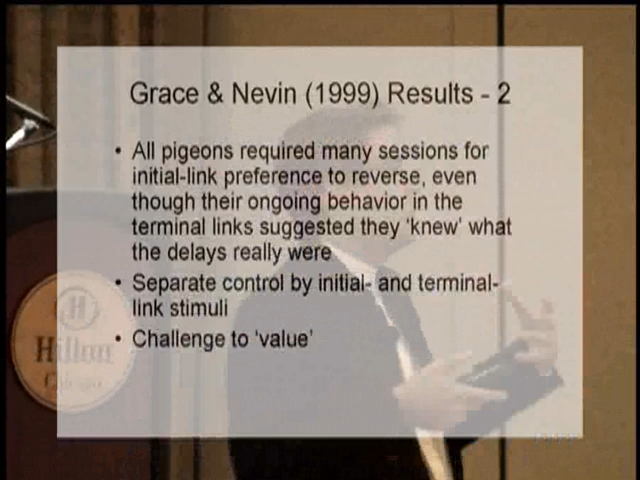 Grace & Nevin (1999) Results - 2
• All pigeons required many sessions for
initial-link preference to reverse, even
though their ongoing behavior in the
terminal links suggested they 'knew' what
the delays really were
• Separate control by initial- and terminal-
link stimuli
• Challenge to 'value'
H
Hilton
Chicago